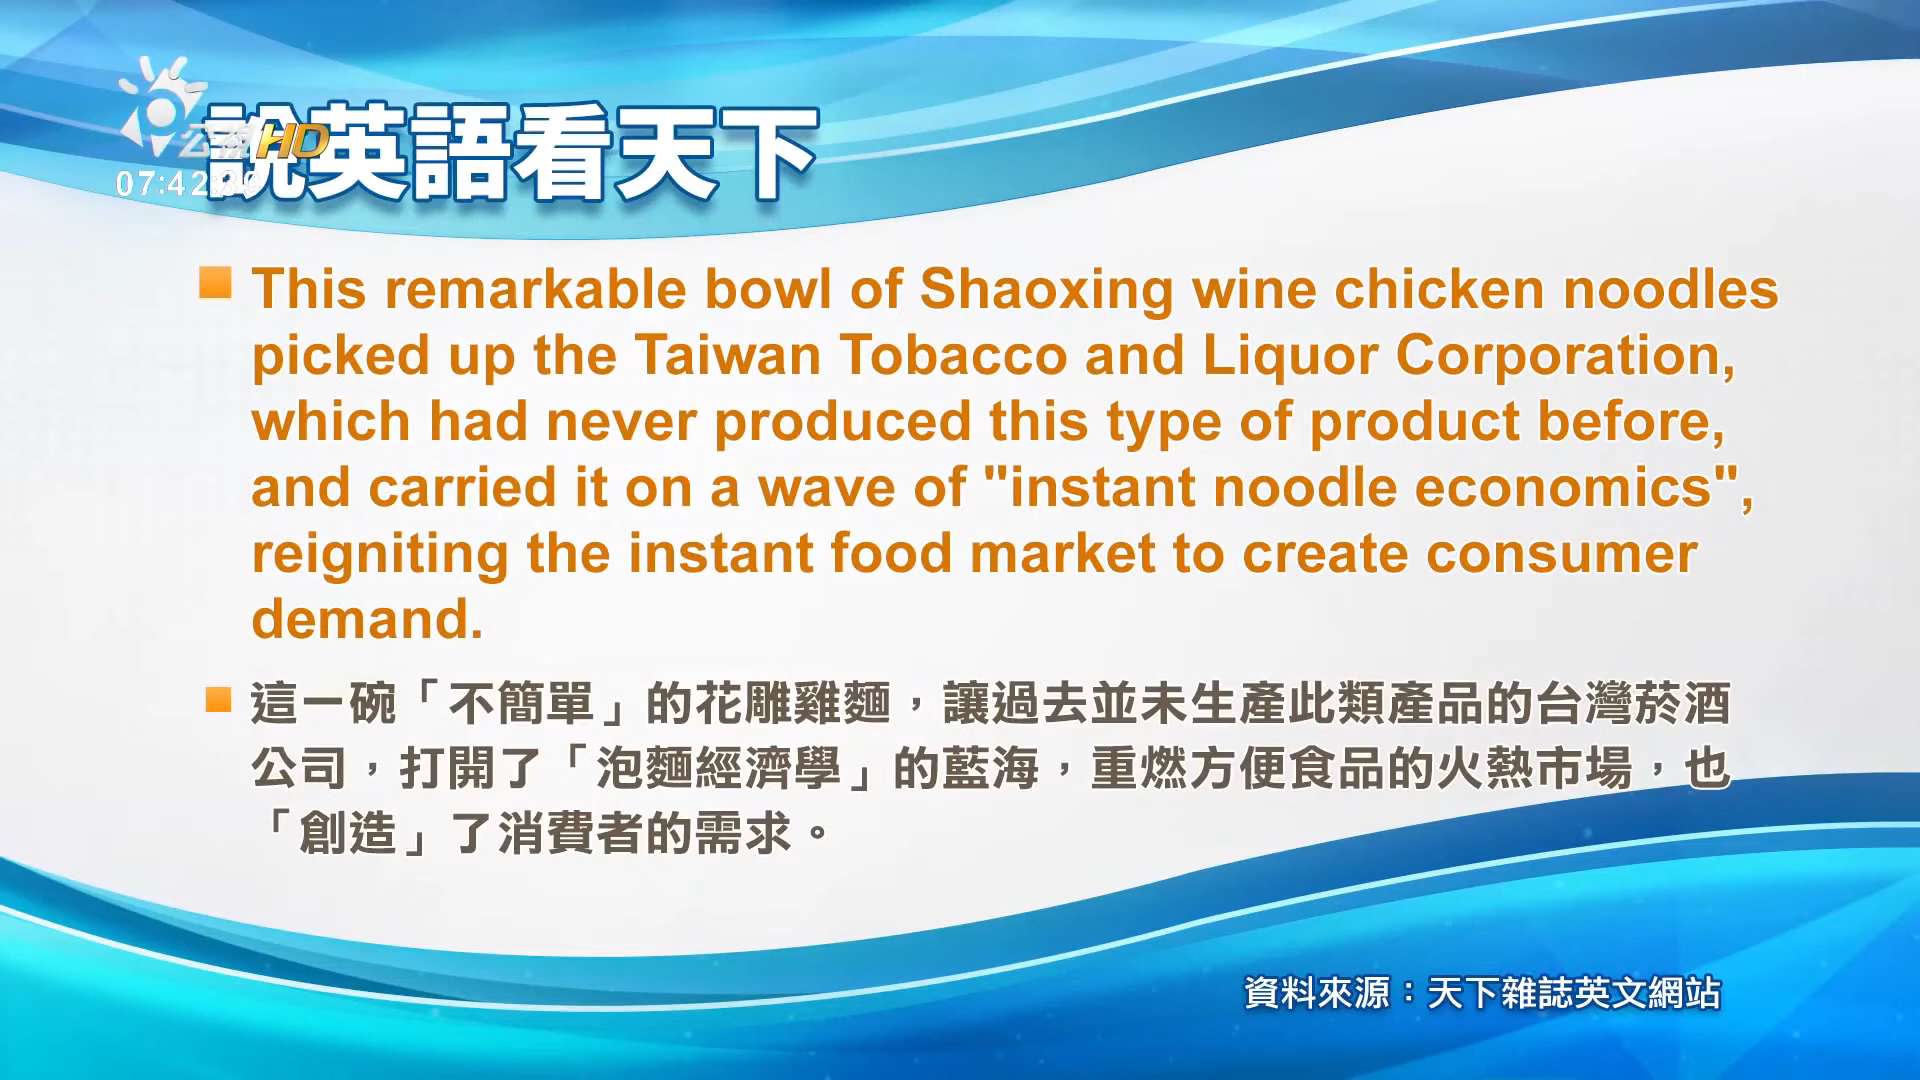 說英語看天下
公視HD
07:42:39
This remarkable bowl of Shaoxing wine chicken noodles
picked up the Taiwan Tobacco and Liquor Corporation,
which had never produced this type of product before,
and carried it on a wave of "instant noodle economics",
reigniting the instant food market to create consumer
demand.
這一碗「不簡單」的花雕雞麵，讓過去並未生產此類產品的台灣菸酒
公司，打開了「泡麵經濟學」的藍海，重燃方便食品的火熱市場，也
「創造」了消費者的需求。
資料來源：天下雜誌英文網站